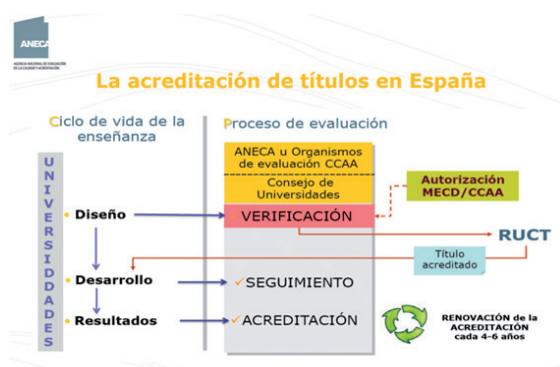 ANECA
AGENCIA NACIONAL DE EVALUACIÓN
DE LA CALIDAD Y ACREDITACIÓN
La acreditación de títulos en España
Ciclo de vida de la
enseñanza
Proceso de evaluación
UNIVERSIDDADES
ANECA u Organismos
de evaluación CCAA
Consejo de
Universidades
Autorización
MECD/CCAA
Diseño
VERIFICACIÓN
RUCT
Título
acreditado
Desarrollo
SEGUIMIENTO
Resultados
ACREDITACIÓN
RENOVACIÓN de la
ACREDITACIÓN
cada 4-6 años